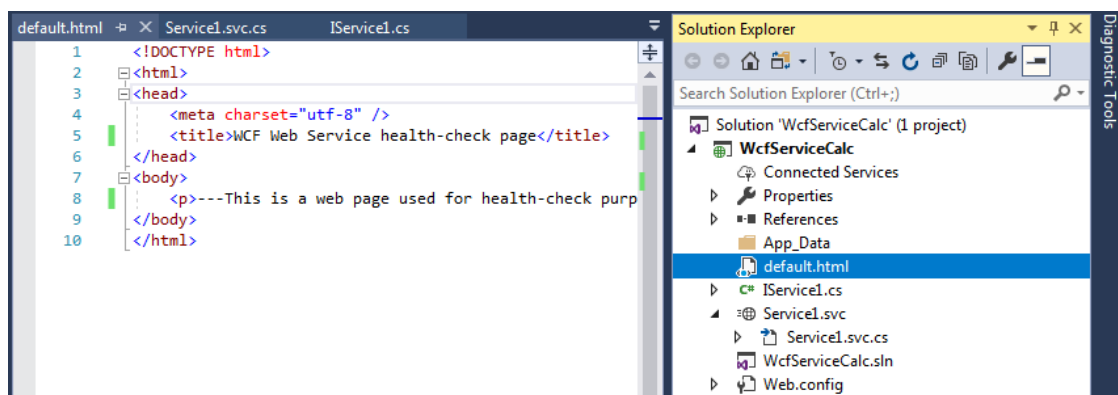 default.html Service1.svc.cs IService1.cs
1 <!DOCTYPE html>
2 <html>
3 <head>
4 <meta charset="utf-8" />
5 <title>WCF Web Service health-check page</title>
6 </head>
7 <body>
8 <p>---This is a web page used for health-check purp
9 </body>
10 </html>
Solution Explorer
Search Solution Explorer (Ctrl+;)
Solution 'WcfServiceCalc' (1 project)
WcfServiceCalc
Connected Services
Properties
References
App_Data
default.html
C# IService1.cs
Service1.svc
Service1.svc.cs
WcfServiceCalc.sln
Web.config
Diagnostic Tools